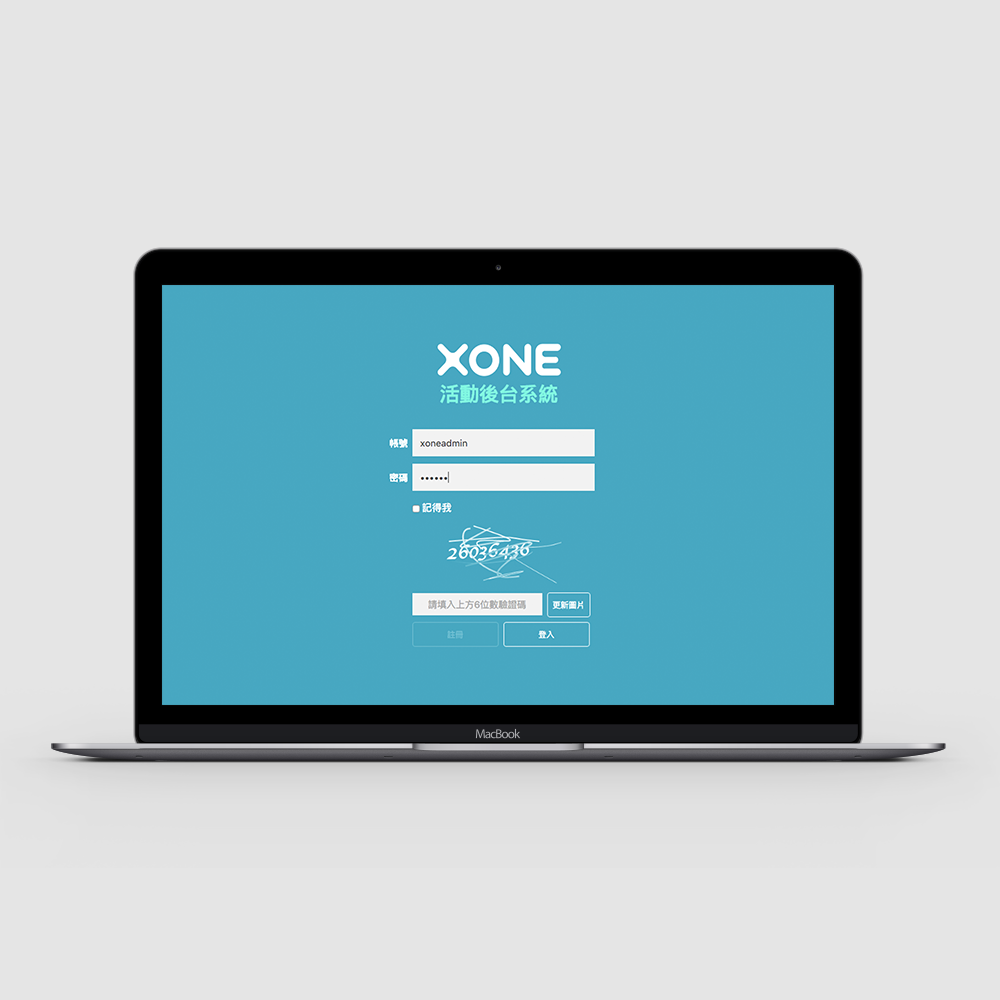 XONE
活動後台系統
帳號 xoneadmin
密碼 ••••••
記得我
26036436
請填入上方6位數驗證碼 更新圖片
註冊 登入
MacBook